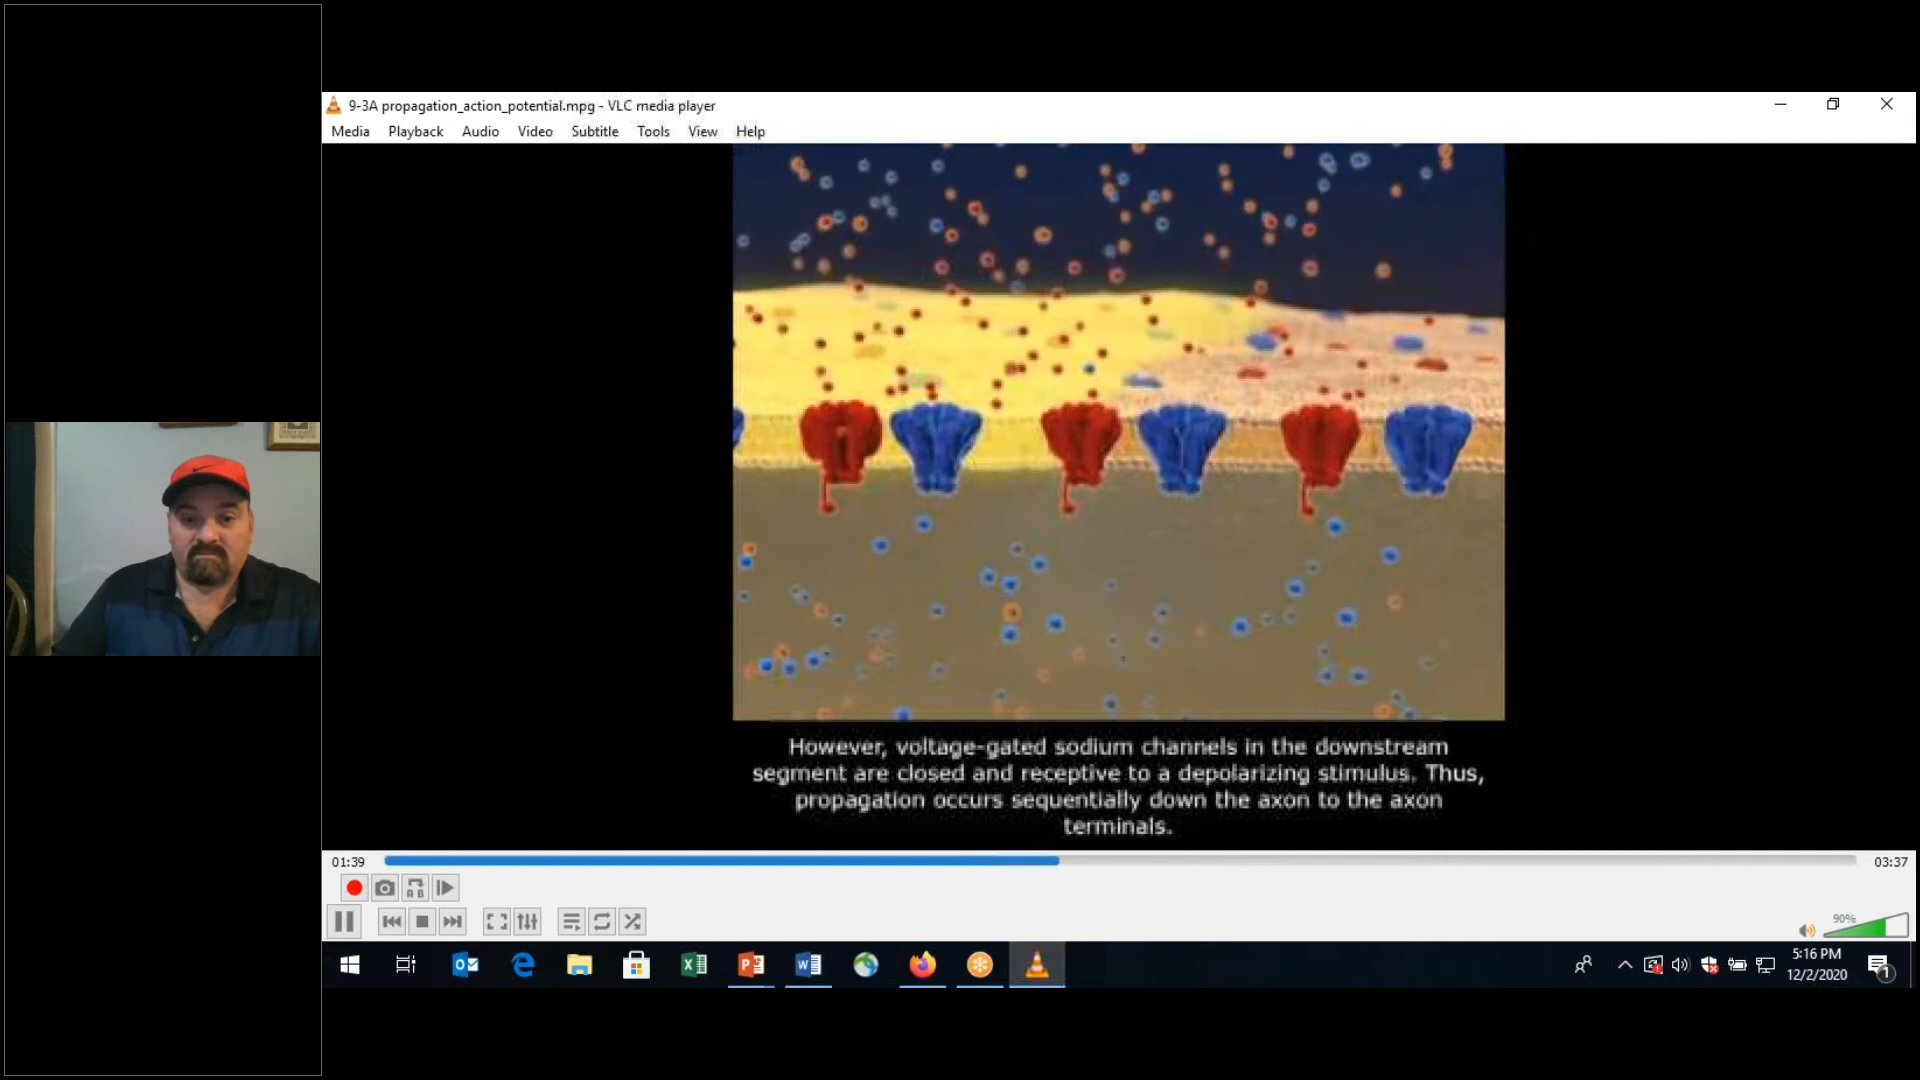 9-3A propagation_action_potential.mpg - VLC media player
Media Playback Audio Video Subtitle Tools View Help
However, voltage-gated sodium channels in the downstream
segment are closed and receptive to a depolarizing stimulus. Thus,
propagation occurs sequentially down the axon to the axon
terminals.
01:39
03:37
90%
5:16 PM
12/2/2020
1